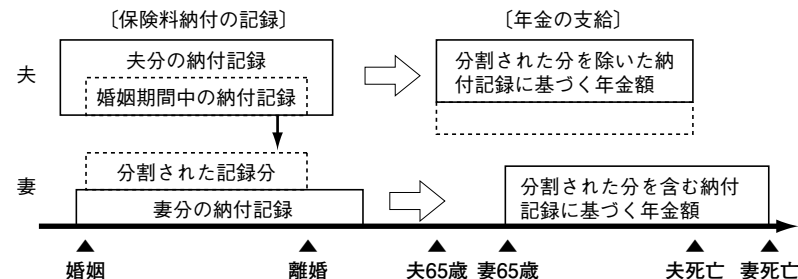 〔保険料納付の記録〕
〔年金の支給〕
夫
夫分の納付記録
婚姻期間中の納付記録
分割された分を除いた納
付記録に基づく年金額
妻
分割された記録分
妻分の納付記録
分割された分を含む納付
記録に基づく年金額
婚姻
離婚
夫65歳
妻65歳
夫死亡
妻死亡